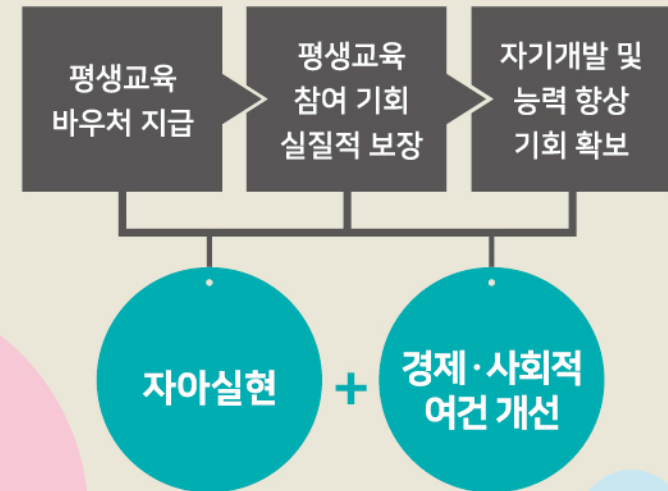 평생교육
바우처 지급
평생교육
참여 기회
실질적 보장
자기개발 및
능력 향상
기회 확보
자아실현
+
경제·사회적
여건 개선